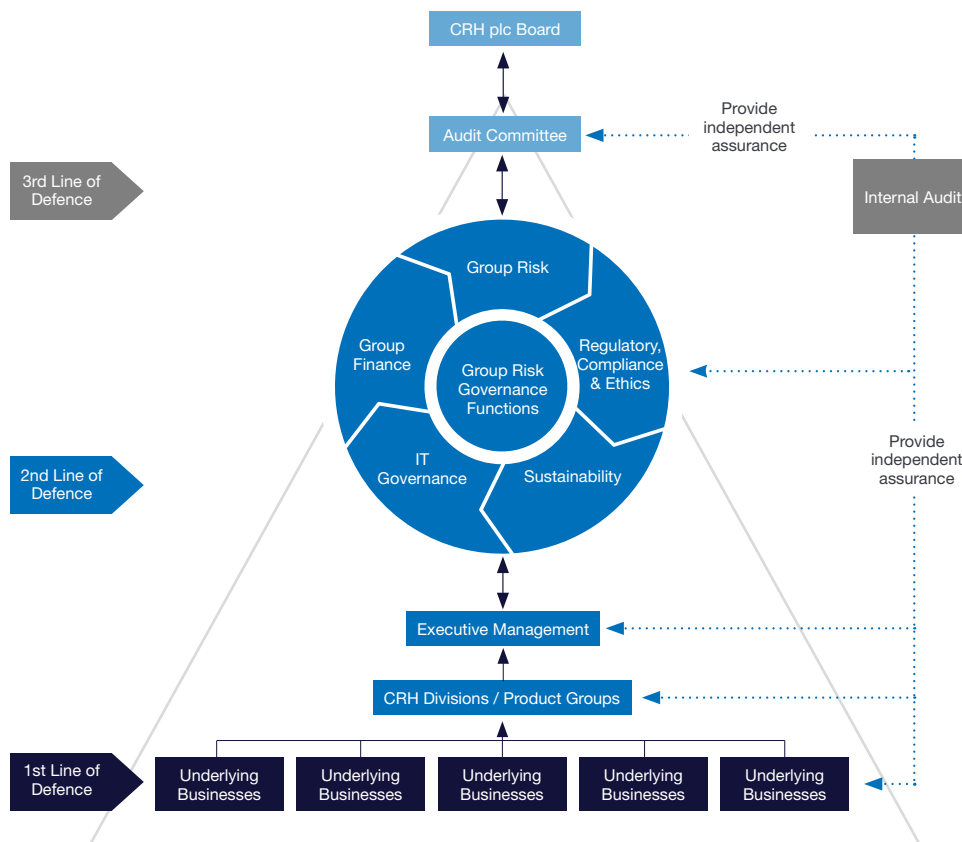 CRH plc Board
Provide
independent
assurance
Audit Committee
3rd Line of
Defence
Internal Audit
Group Risk
Group
Finance
Regulatory,
Compliance
& Ethics
Group Risk
Governance
Functions
IT
Governance
Sustainability
Provide
independent
assurance
2nd Line of
Defence
Executive Management
CRH Divisions / Product Groups
1st Line of
Defence
Underlying
Businesses
Underlying
Businesses
Underlying
Businesses
Underlying
Businesses
Underlying
Businesses